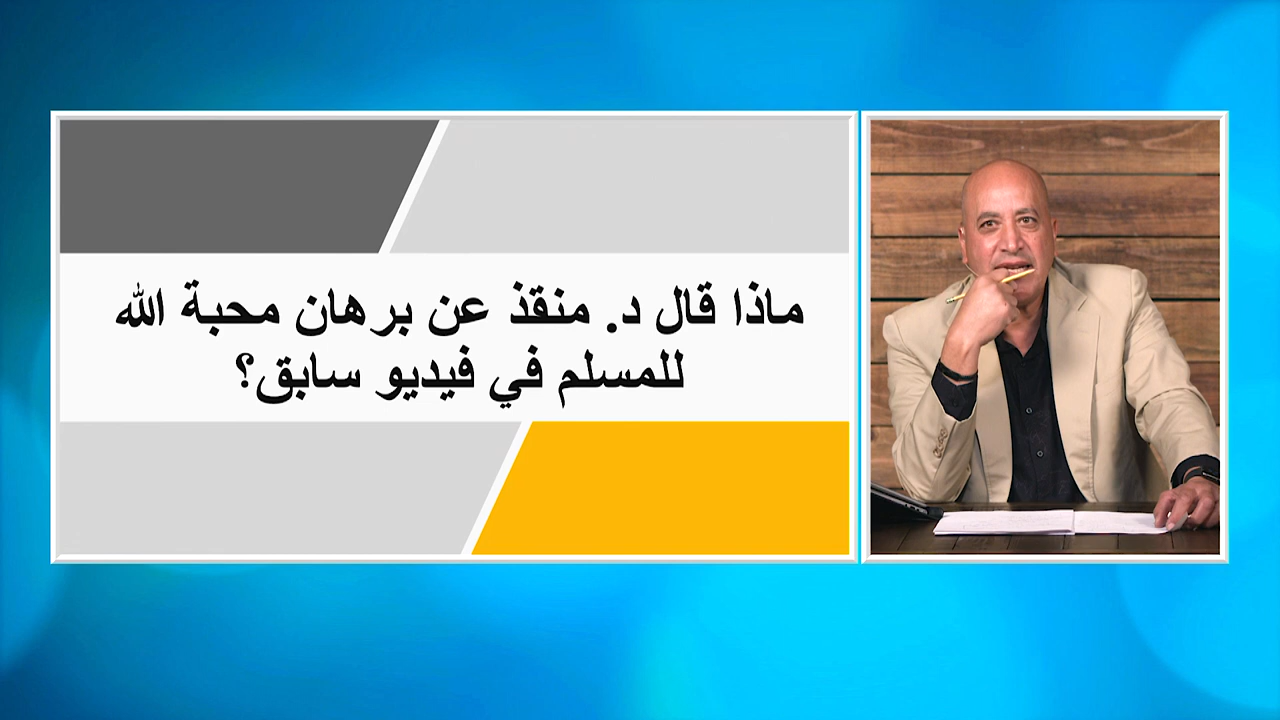 ماذا قال د. منقذ عن برهان محبة الله
للمسلم في فيديو سابق؟